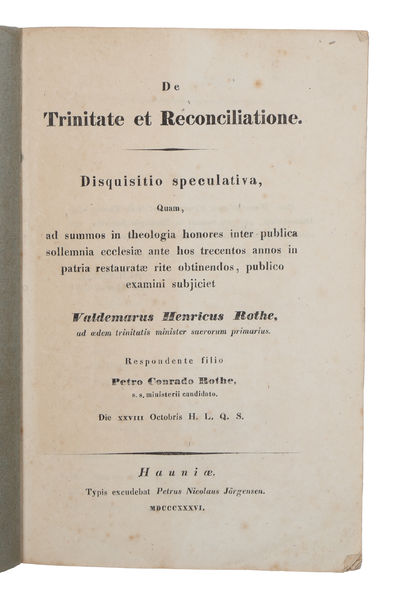 De
Trinitate et Reconciliatione.
Disquisitio speculativa,
Quam,
ad summos in theologia honores inter publica
sollemnia ecclesiæ ante hos trecentos annos in
patria restauratæ rite obtinendos, publico
examini subjiciet
Valdemarus Henricus Rothe,
ad ædem trinitatis minister sacrorum primarius.
Respondente filio
Petro Conrado Rothe,
s. s. ministerii candidato.
Die XXVIII Octobris H. L. Q. S.
Hauniæ.
Typis excudebat Petrus Nicolaus Jörgensen.
MDCCCXXXVI.